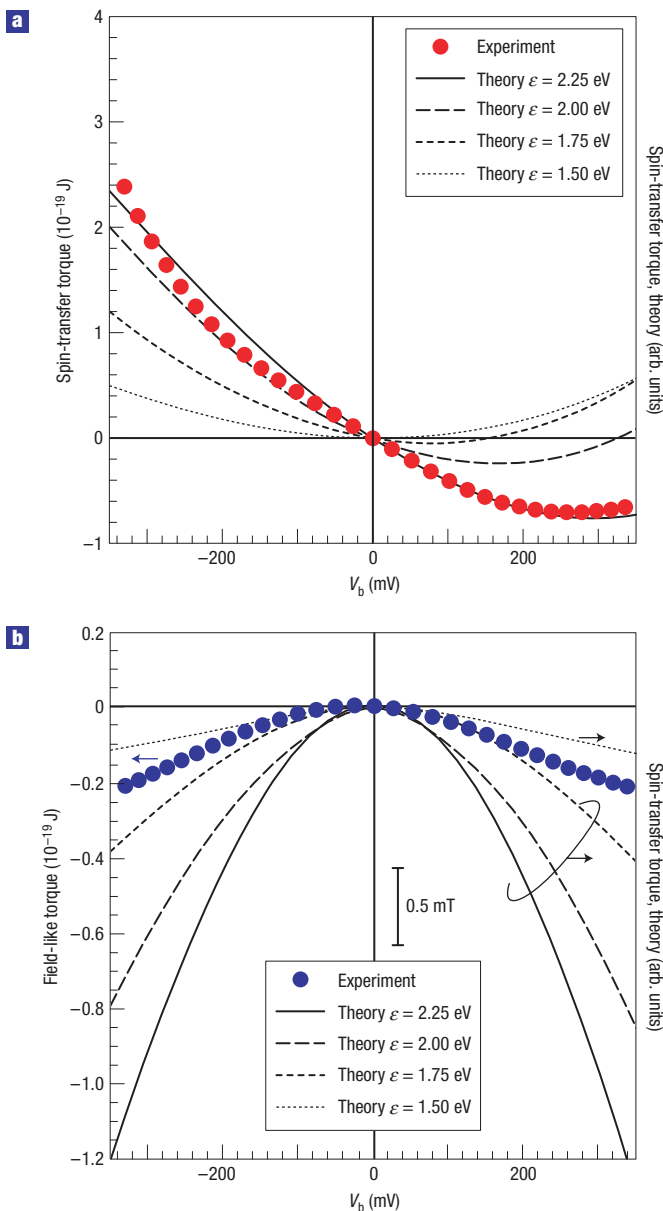 a
4
3
2
1
0
−1
−200
0
200
V_b (mV)
Spin-transfer torque (10⁻¹⁹ J)
Spin-transfer torque, theory (arb. units)
Experiment
Theory ε = 2.25 eV
Theory ε = 2.00 eV
Theory ε = 1.75 eV
Theory ε = 1.50 eV
b
0.2
0
−0.2
−0.4
−0.6
−0.8
−1.0
−1.2
−200
0
200
V_b (mV)
Field-like torque (10⁻¹⁹ J)
Spin-transfer torque, theory (arb. units)
0.5 mT
Experiment
Theory ε = 2.25 eV
Theory ε = 2.00 eV
Theory ε = 1.75 eV
Theory ε = 1.50 eV